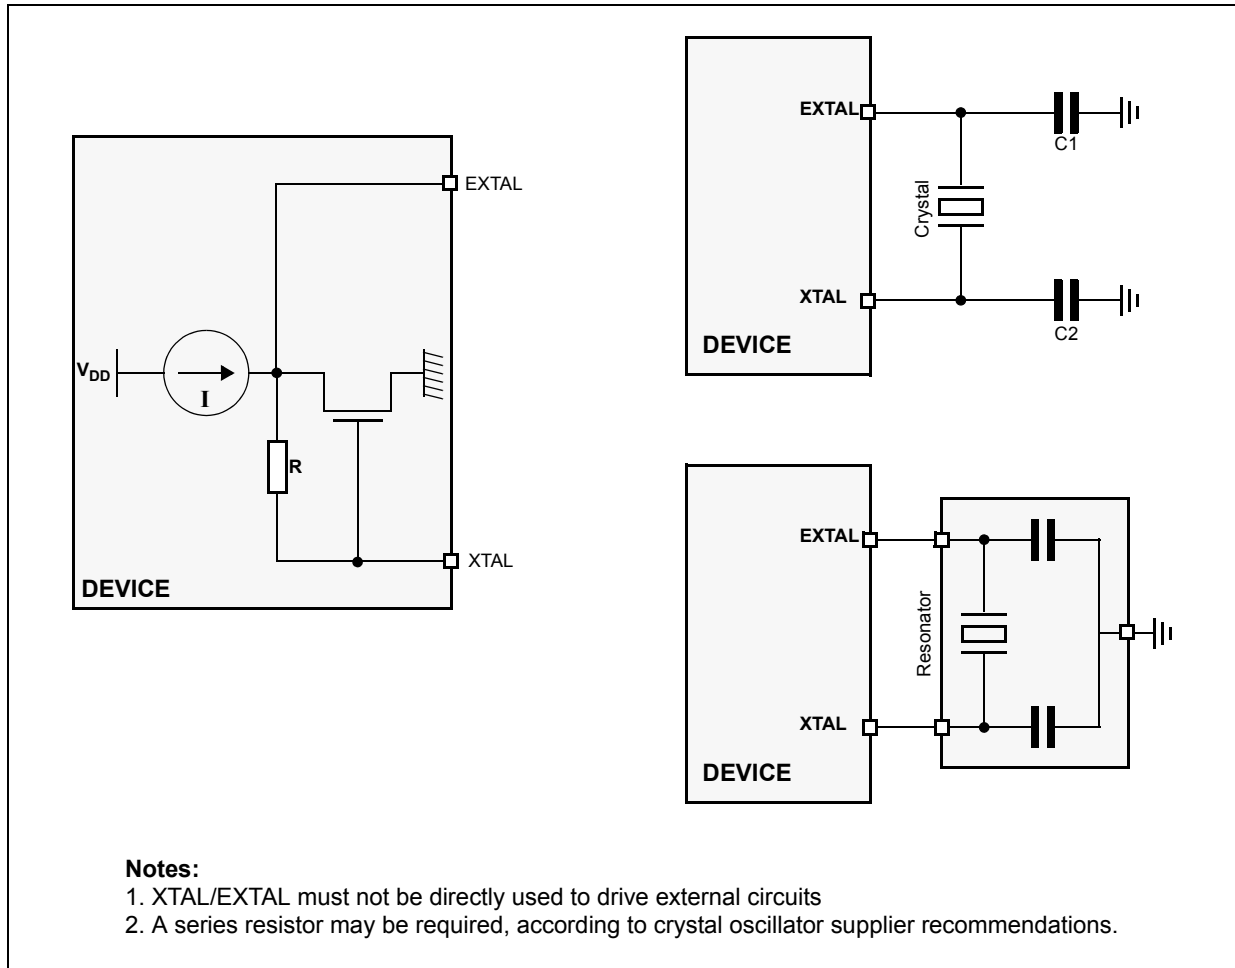 EXTAL
V_DD
I
R
XTAL
DEVICE
EXTAL
C1
Crystal
XTAL
C2
DEVICE
EXTAL
Resonator
XTAL
DEVICE
Notes:
1. XTAL/EXTAL must not be directly used to drive external circuits
2. A series resistor may be required, according to crystal oscillator supplier recommendations.